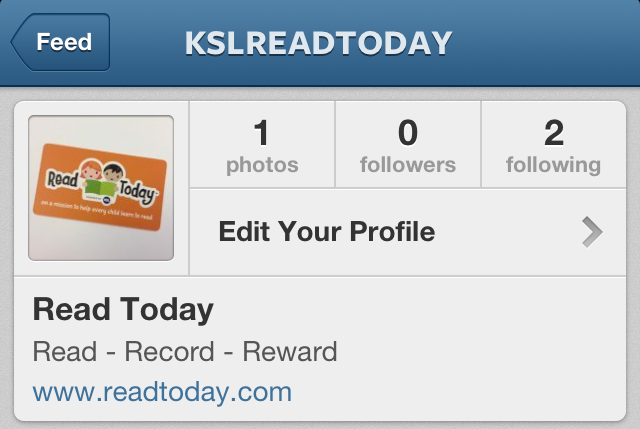 Feed
KSLREADTODAY
Read Today
on a mission to help every child learn to read
1
photos
0
followers
2
following
Edit Your Profile
Read Today
Read - Record - Reward
www.readtoday.com